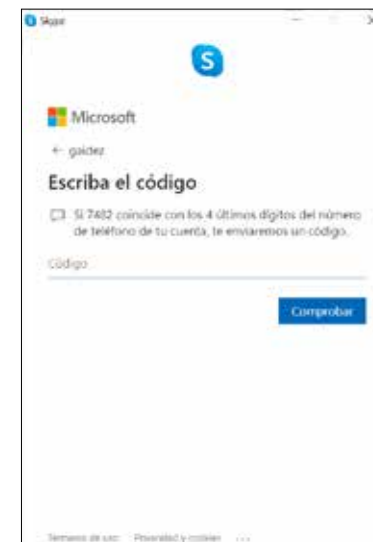 Skype
S
Microsoft
← gaidez
Escriba el código
Si 7482 coincide con los 4 últimos dígitos del número
de teléfono de tu cuenta, te enviaremos un código.
Código
Comprobar
Términos de uso Privacidad y cookies ...